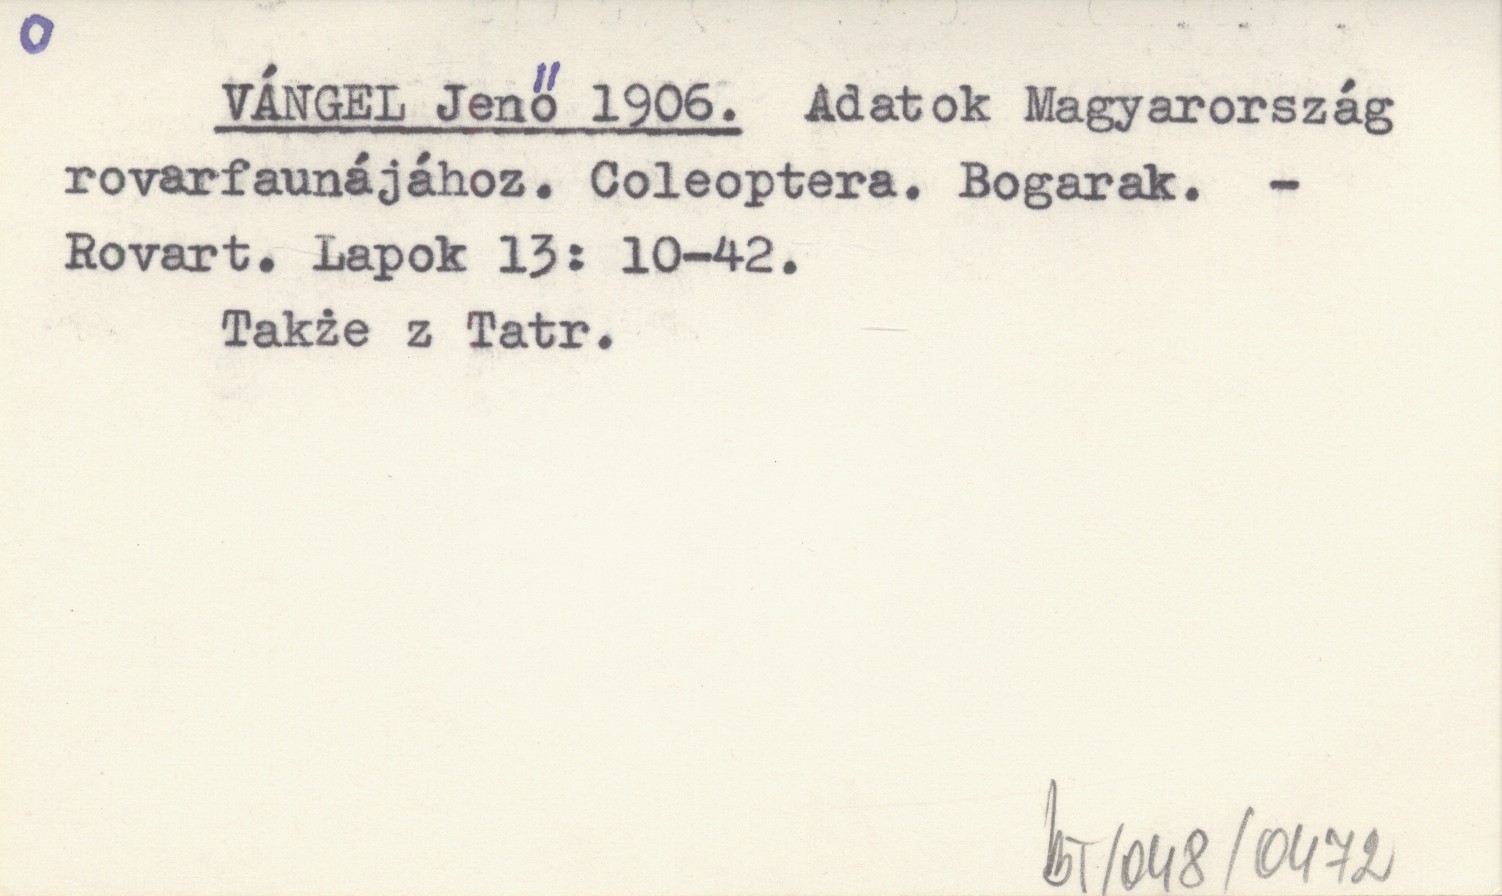 O
VÁNGEL Jenő 1906. Adatok Magyarország
rovarfaunájához. Coleoptera. Bogarak. -
Rovart. Lapok 13: 10-42.
Także z Tatr.
BT/048/0472